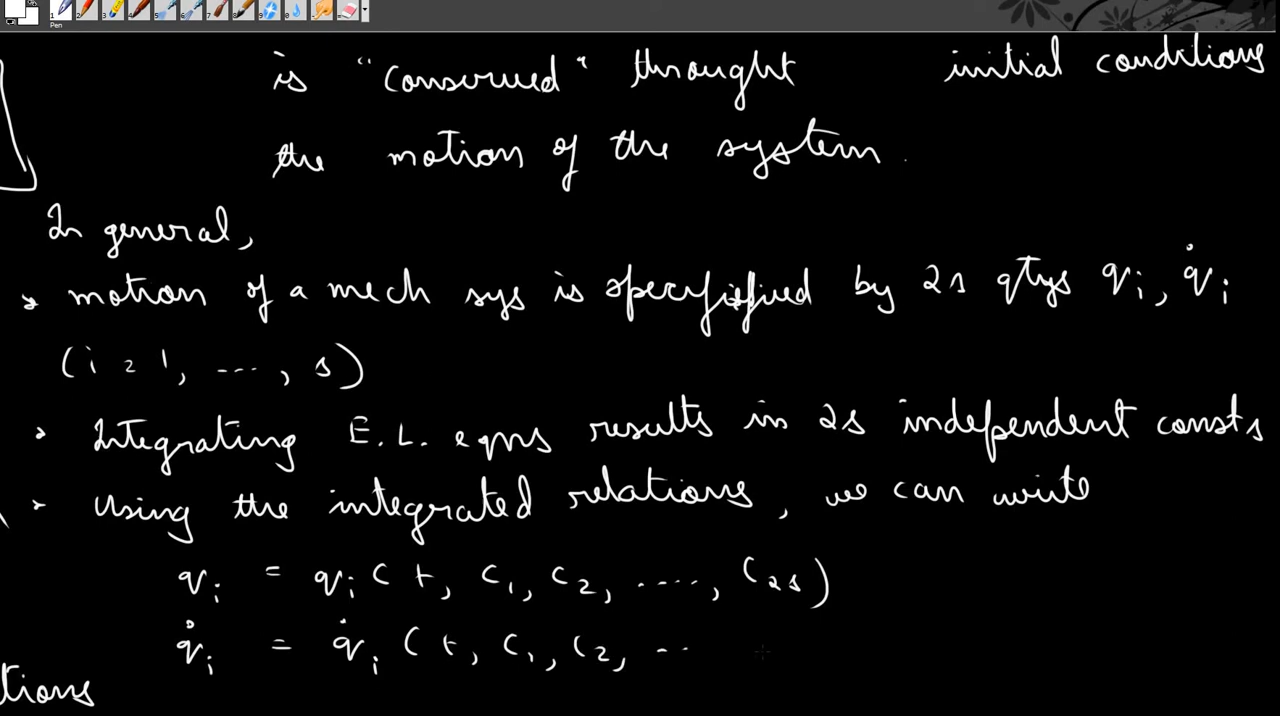 Pen
is "conserved" throught initial conditions
the motion of the system.
In general,
motion of a mech sys is specified by 2s qtys qᵢ, q̇ᵢ
(i = 1, ...., s)
Integrating E.L. eqns results in 2s independent consts
Using the integrated relations, we can write
qᵢ = qᵢ (t, C₁, C₂, ....., C₂ₛ)
q̇ᵢ = q̇ᵢ (t, C₁, C₂, ...
tions